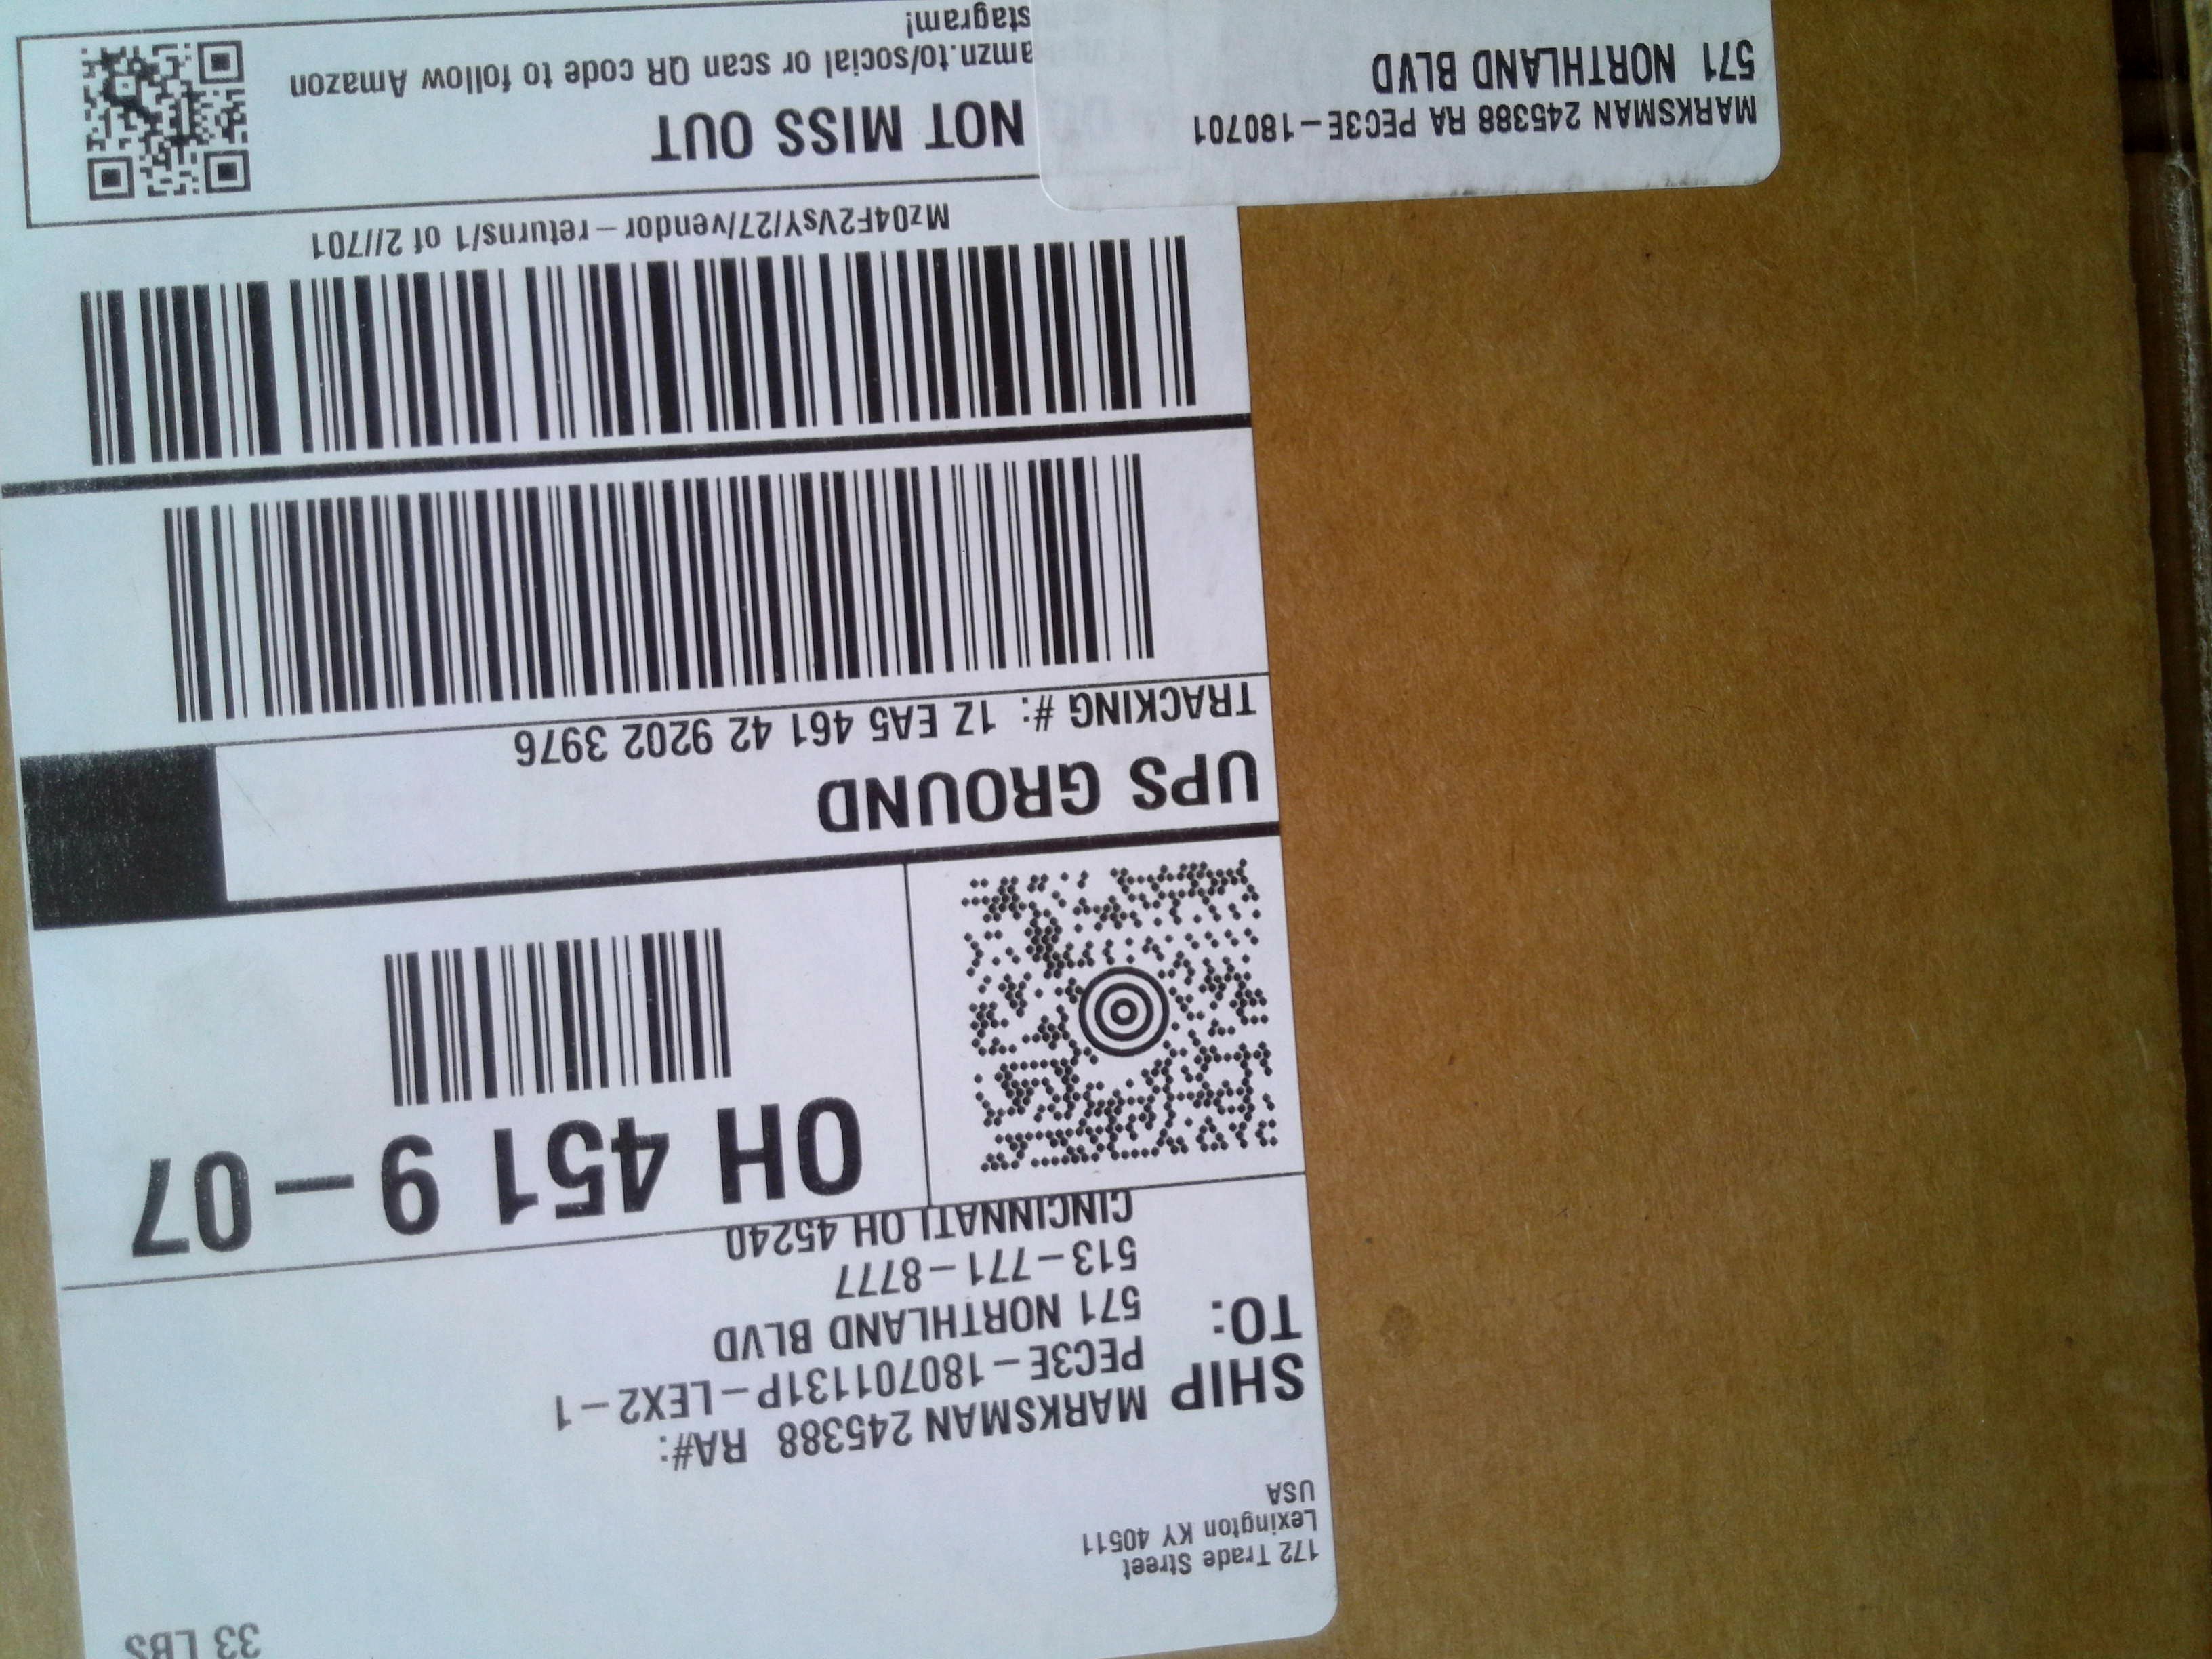 33 LBS
172 Trade Street
Lexington KY 40511
USA
SHIP
TO:
MARKSMAN 245388 RA#:
PEC3E-180701131P-LEX2-1
571 NORTHLAND BLVD
513-771-8777
CINCINNATI OH 45240
OH 451 9-07
UPS GROUND
TRACKING #: 1Z EA5 461 42 9202 3976
Mz04F2VsY/27/vendor-returns/1 of 2//701
NOT MISS OUT
amzn.to/social or scan QR code to follow Amazon
stagram!
MARKSMAN 245388 RA PEC3E-180701
571 NORTHLAND BLVD